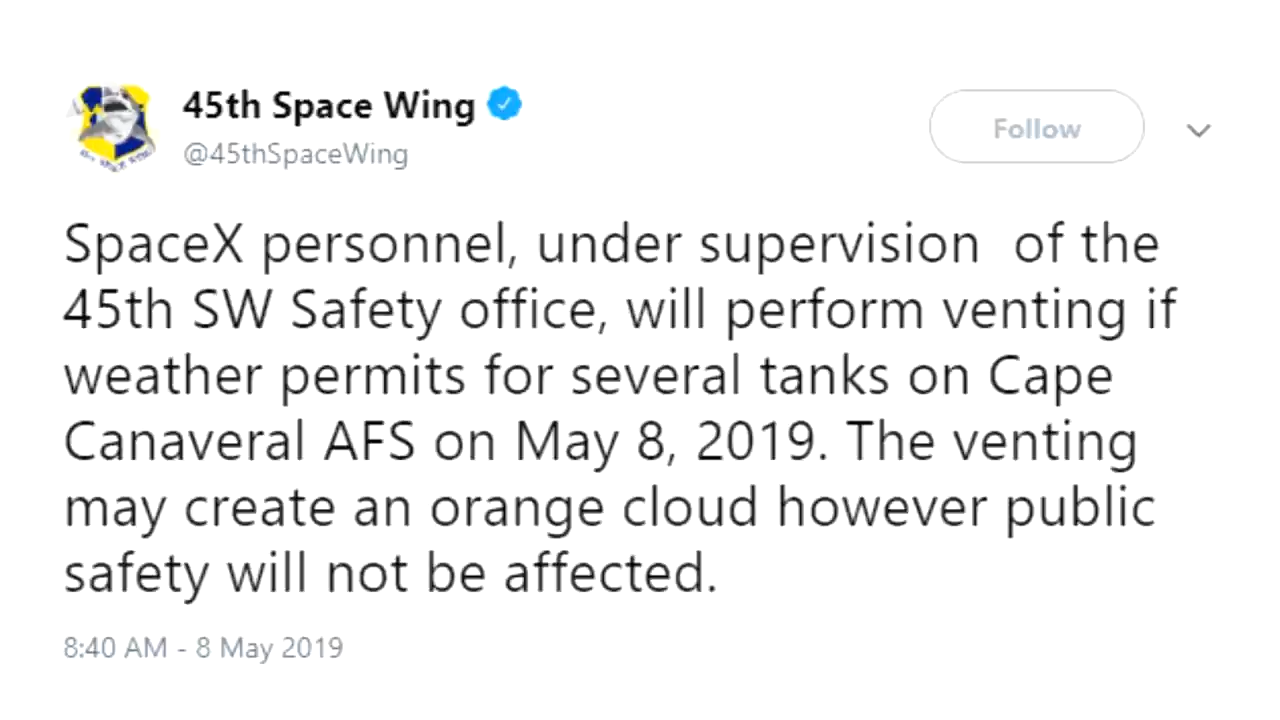 45th Space Wing
@45thSpaceWing
Follow
SpaceX personnel, under supervision  of the
45th SW Safety office, will perform venting if
weather permits for several tanks on Cape
Canaveral AFS on May 8, 2019. The venting
may create an orange cloud however public
safety will not be affected.
8:40 AM - 8 May 2019